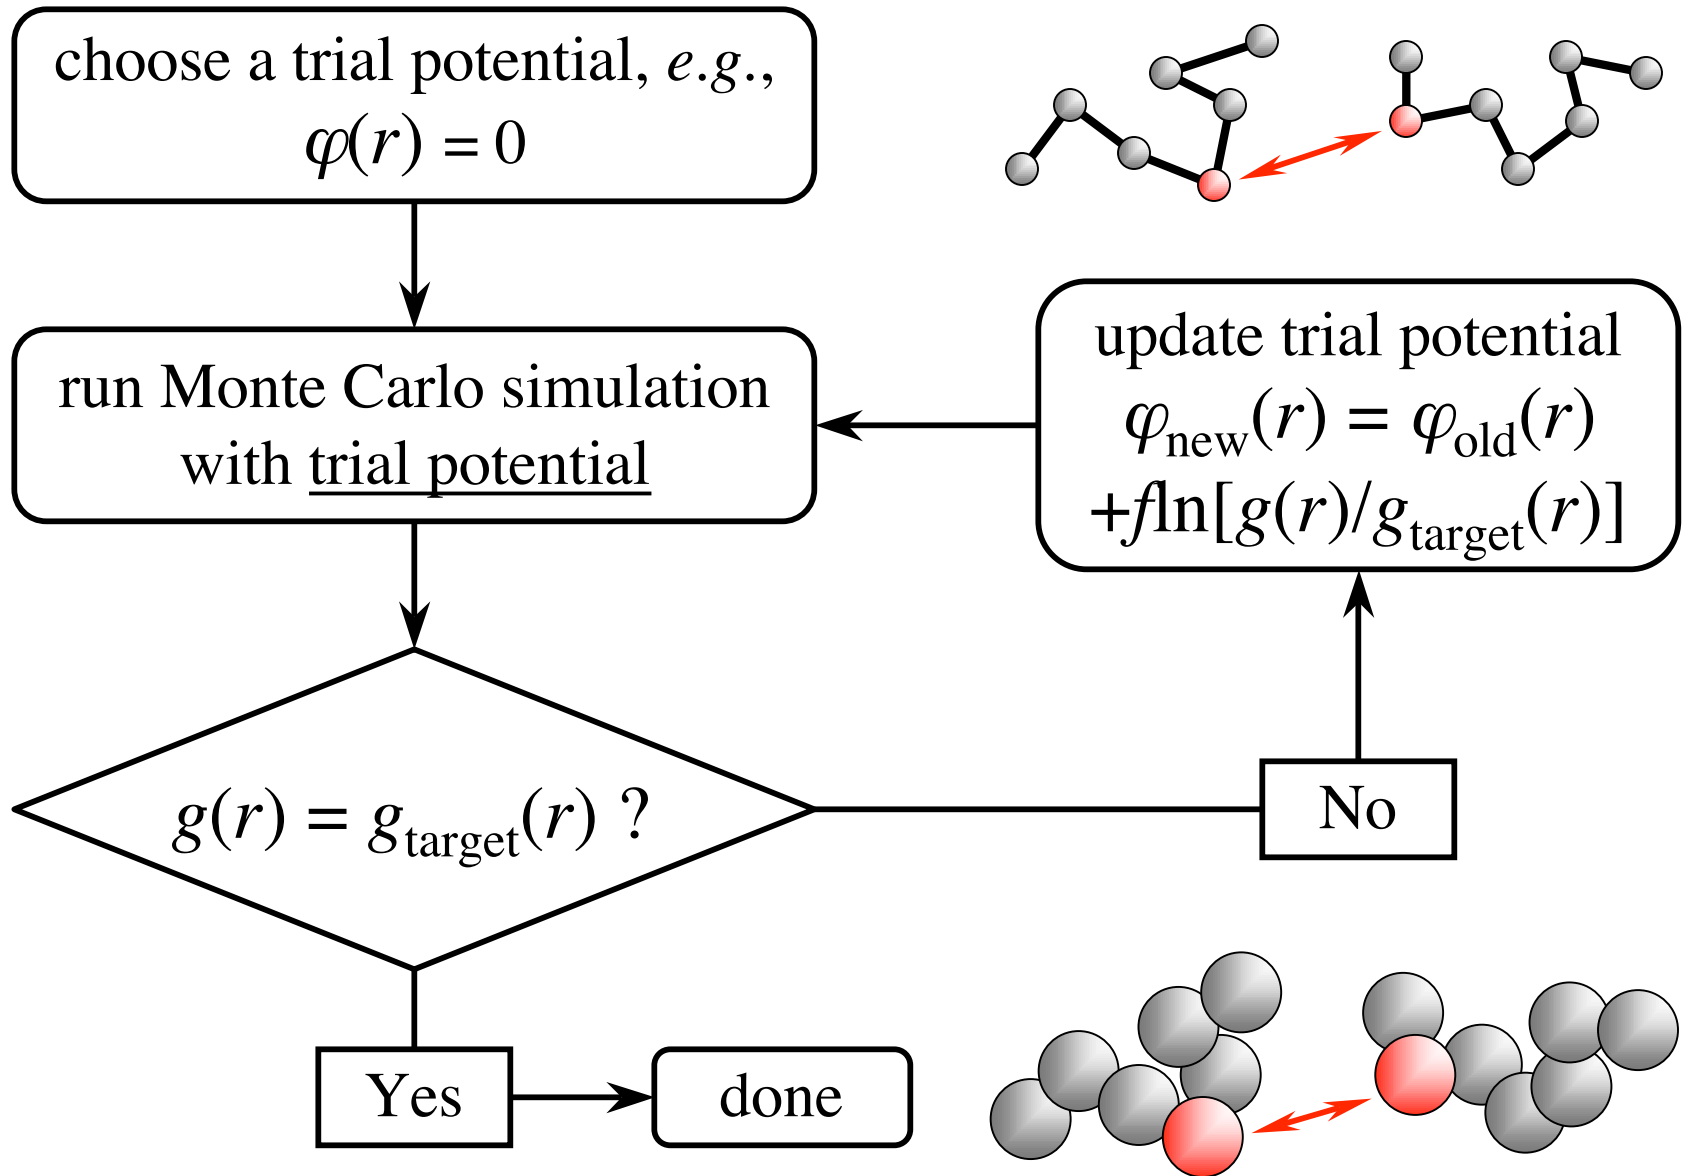 choose a trial potential, e.g.,
φ(r) = 0
run Monte Carlo simulation
with trial potential
update trial potential
φnew(r) = φold(r)
+fln[g(r)/gtarget(r)]
g(r) = gtarget(r) ?
No
Yes
done